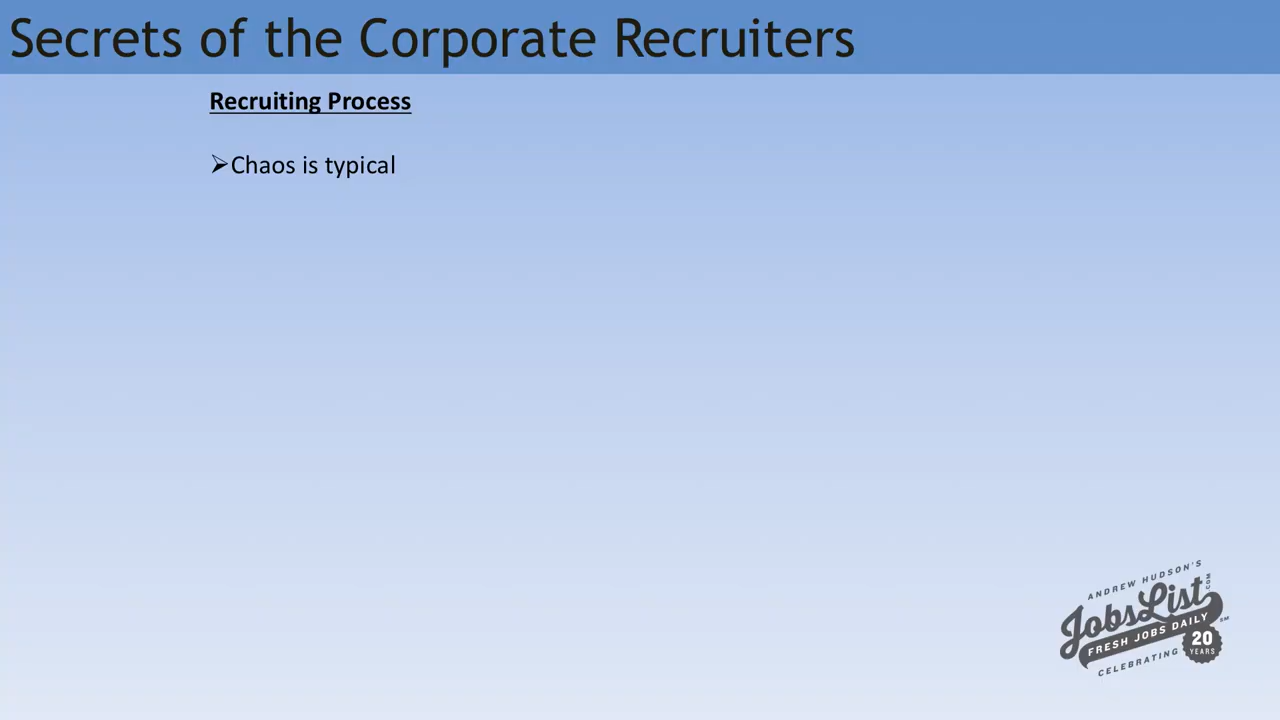 Secrets of the Corporate Recruiters
Recruiting Process
➢Chaos is typical
ANDREW HUDSON'S
JobsList.COM
FRESH JOBS DAILY
SM
CELEBRATING 20 YEARS